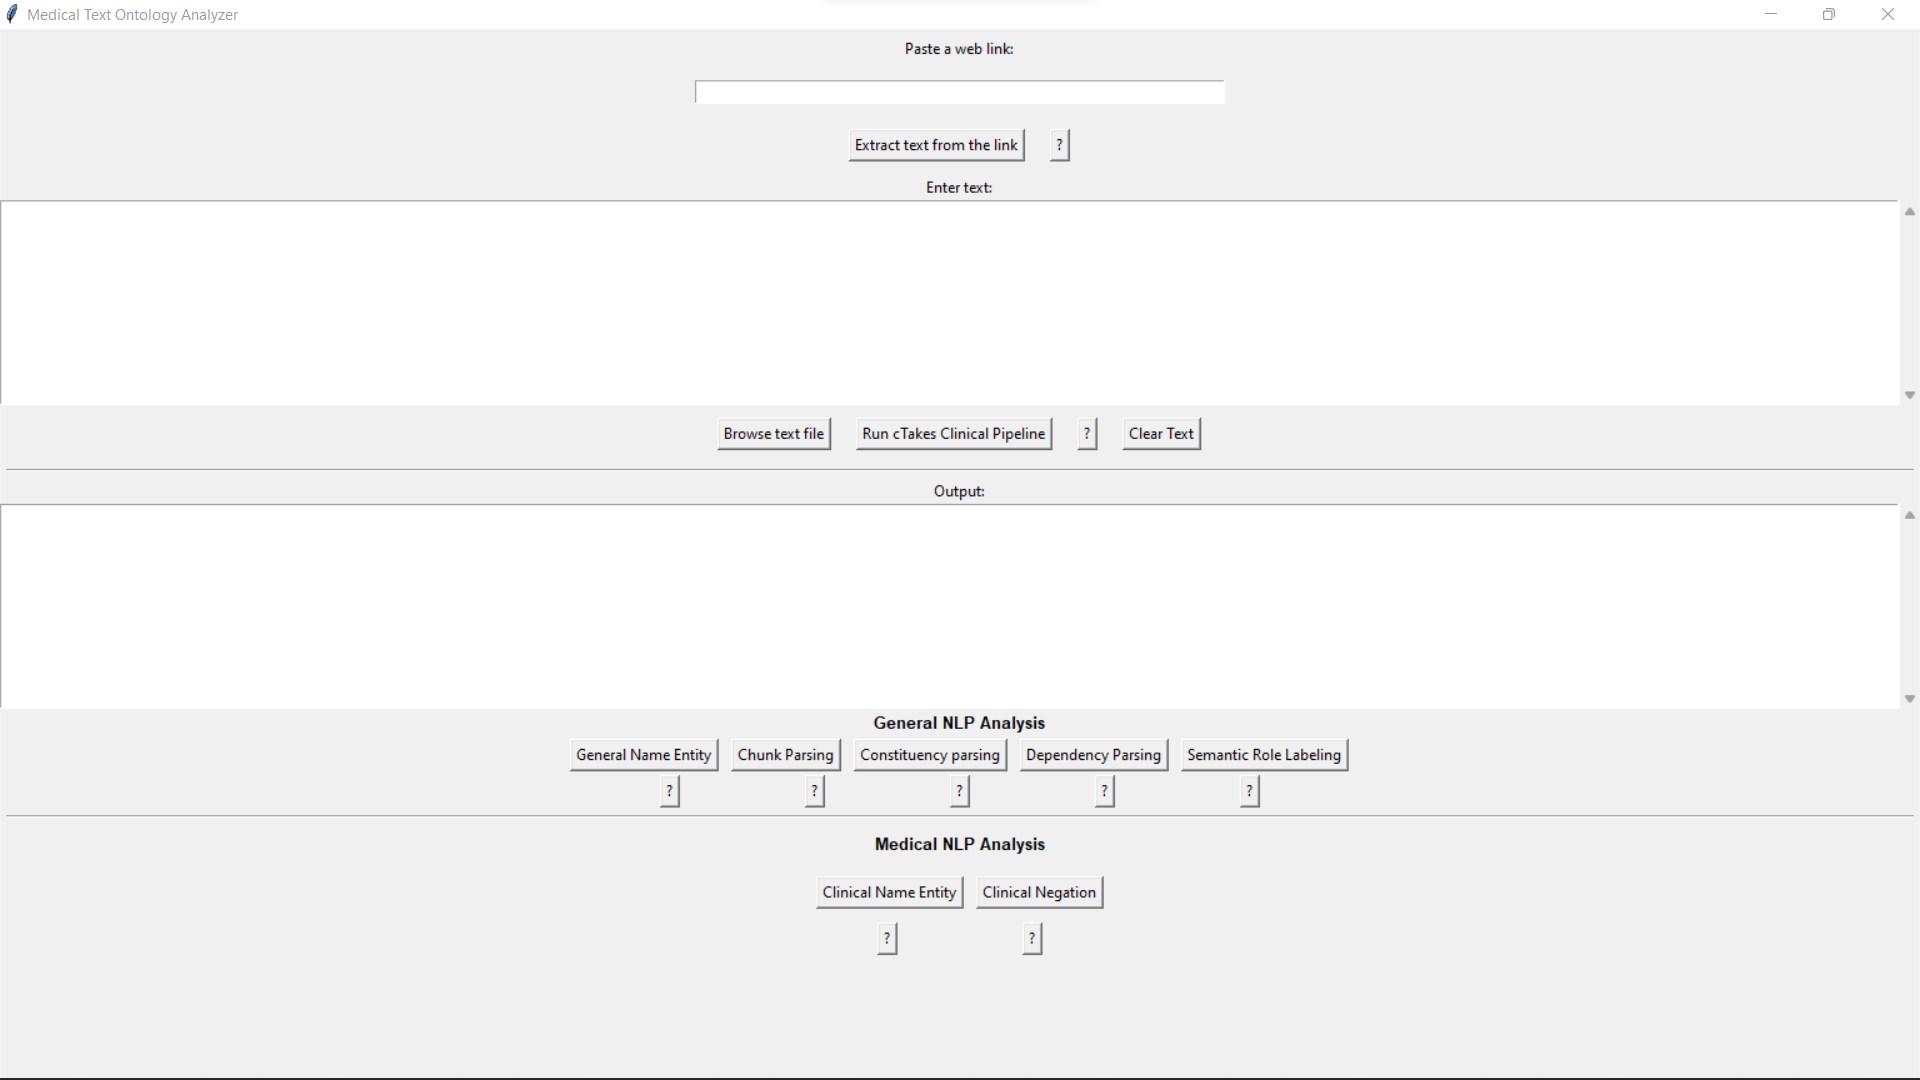 Medical Text Ontology Analyzer
Paste a web link:
Extract text from the link ?
Enter text:
Browse text file Run cTakes Clinical Pipeline ? Clear Text
Output:
General NLP Analysis
General Name Entity Chunk Parsing Constituency parsing Dependency Parsing Semantic Role Labeling
? ? ? ? ?
Medical NLP Analysis
Clinical Name Entity Clinical Negation
? ?